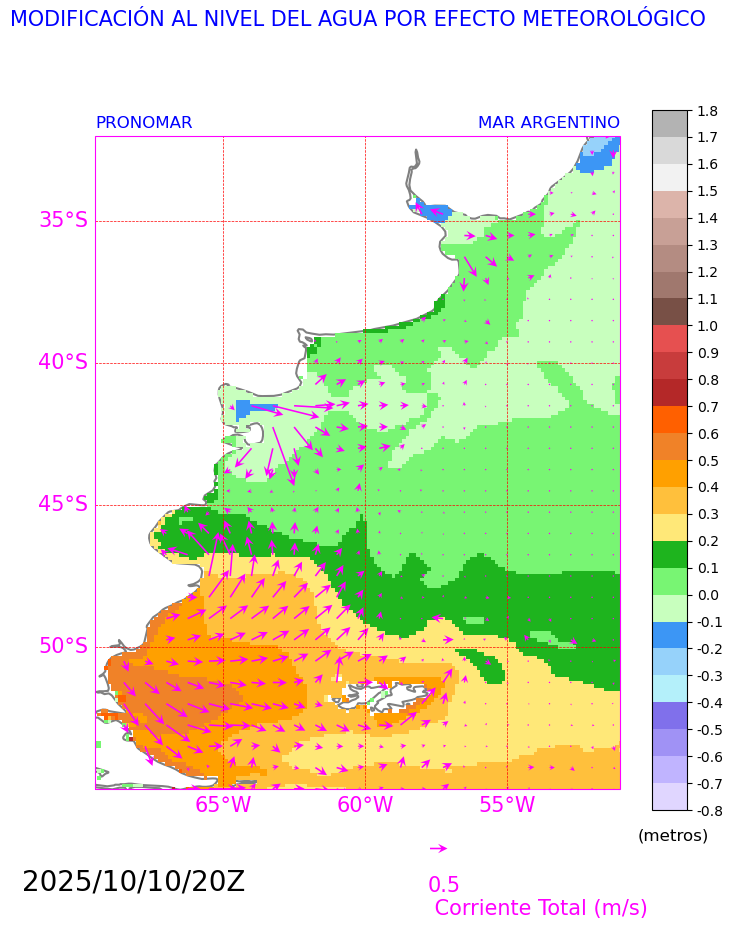 MODIFICACIÓN AL NIVEL DEL AGUA POR EFECTO METEOROLÓGICO
PRONOMAR
MAR ARGENTINO
35°S
40°S
45°S
50°S
65°W
60°W
55°W
1.8
1.7
1.6
1.5
1.4
1.3
1.2
1.1
1.0
0.9
0.8
0.7
0.6
0.5
0.4
0.3
0.2
0.1
0.0
-0.1
-0.2
-0.3
-0.4
-0.5
-0.6
-0.7
-0.8
(metros)
2025/10/10/20Z
0.5
Corriente Total (m/s)